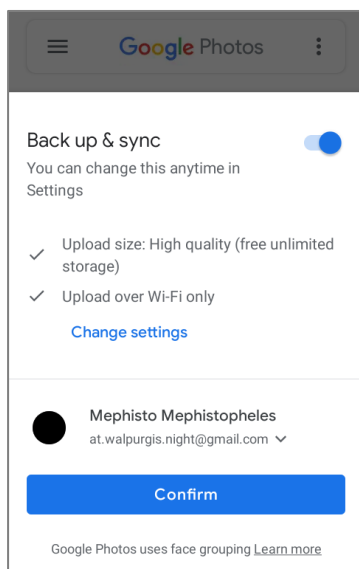 Google Photos
Back up & sync
You can change this anytime in
Settings
Upload size: High quality (free unlimited
storage)
Upload over Wi-Fi only
Change settings
Mephisto Mephistopheles
at.walpurgis.night@gmail.com
Confirm
Google Photos uses face grouping Learn more